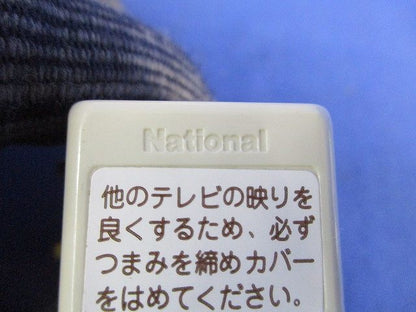 National
他のテレビの映りを
良くするため、必ず
つまみを締めカバー
をはめてください。